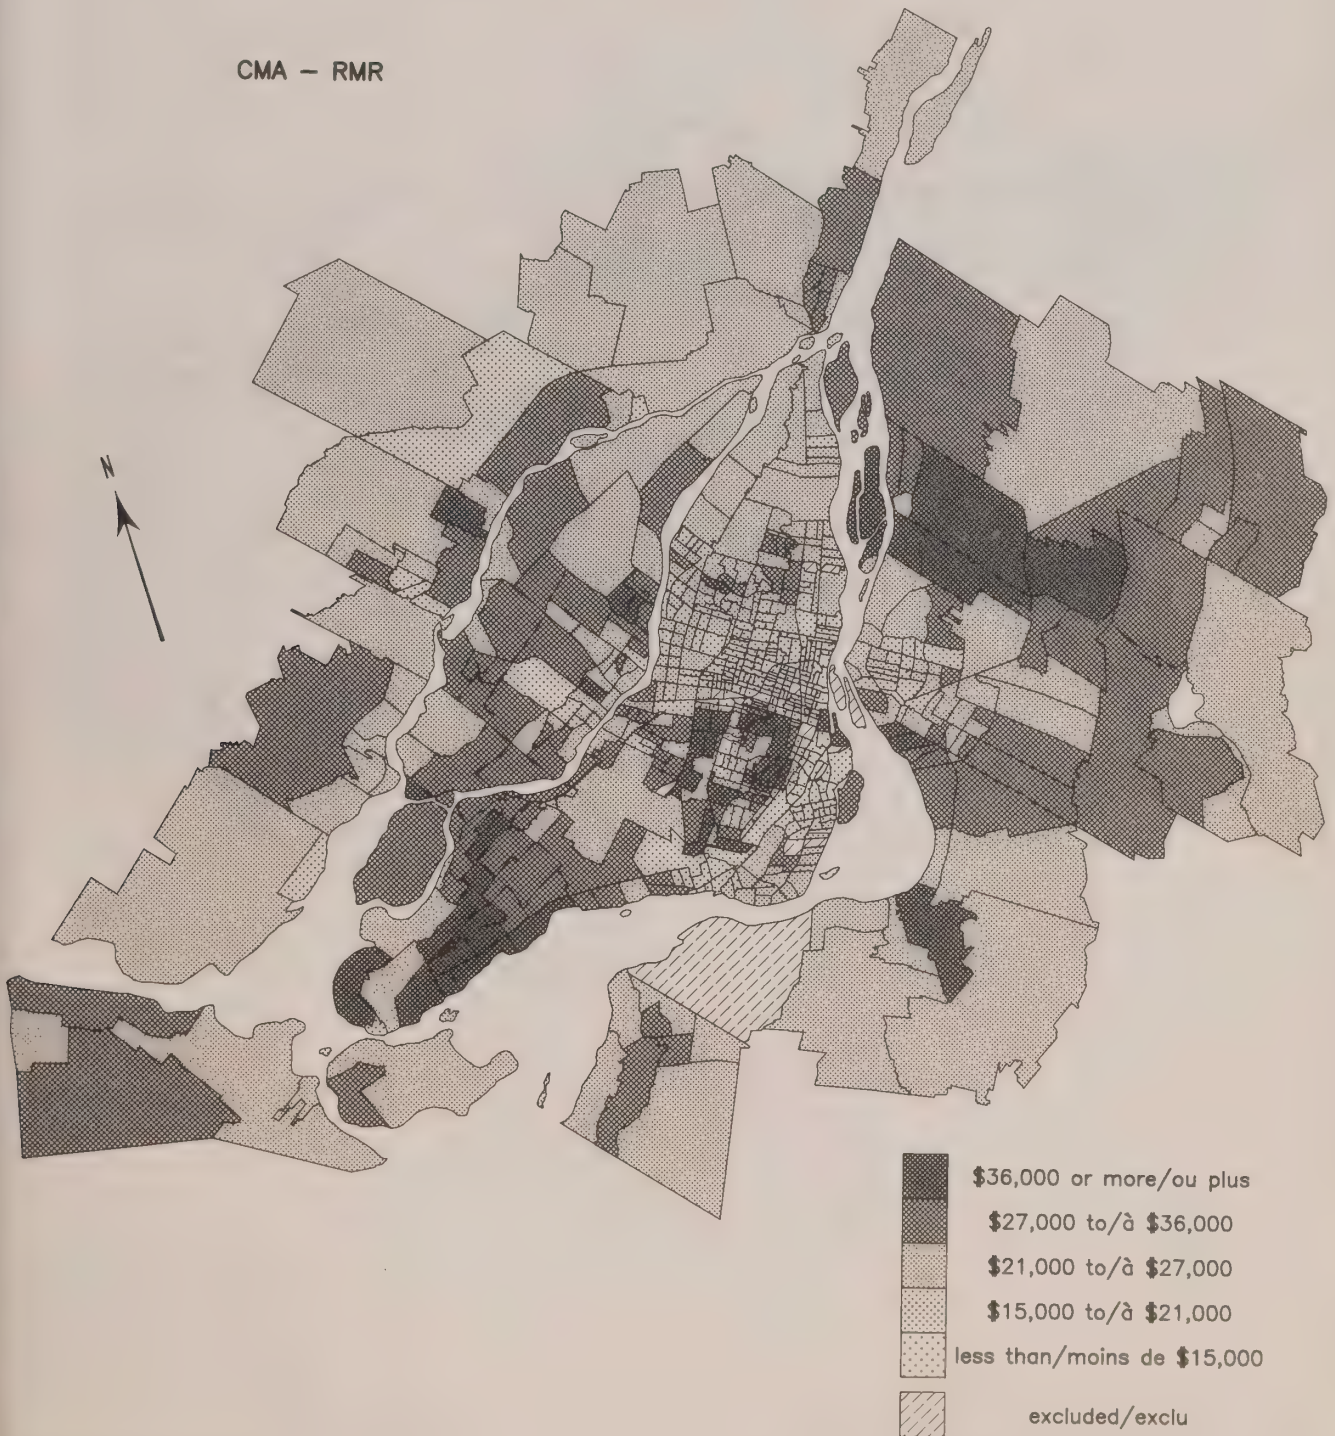 CMA – RMR
N
$36,000 or more/ou plus
$27,000 to/à $36,000
$21,000 to/à $27,000
$15,000 to/à $21,000
less than/moins de $15,000
excluded/exclu